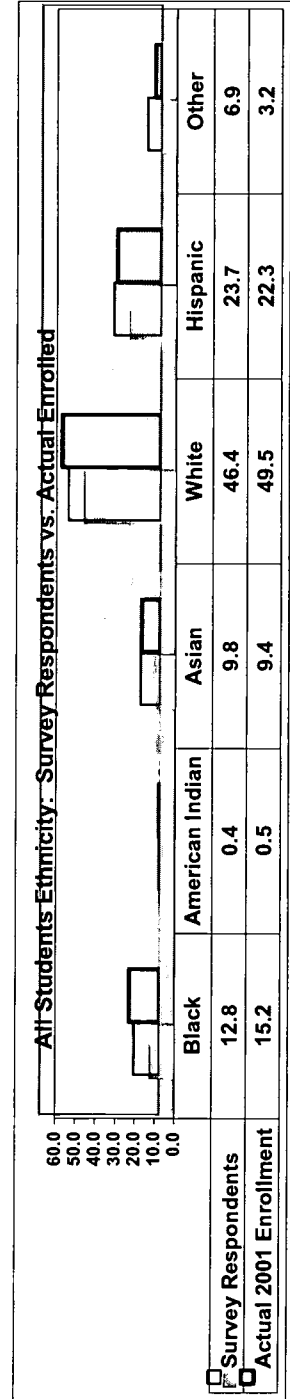 All Students Ethnicity: Survey Respondents vs. Actual Enrolled
60.0
50.0
40.0
30.0
20.0
10.0
0.0
Black American Indian Asian White Hispanic Other
Survey Respondents 12.8 0.4 9.8 46.4 23.7 6.9
Actual 2001 Enrollment 15.2 0.5 9.4 49.5 22.3 3.2